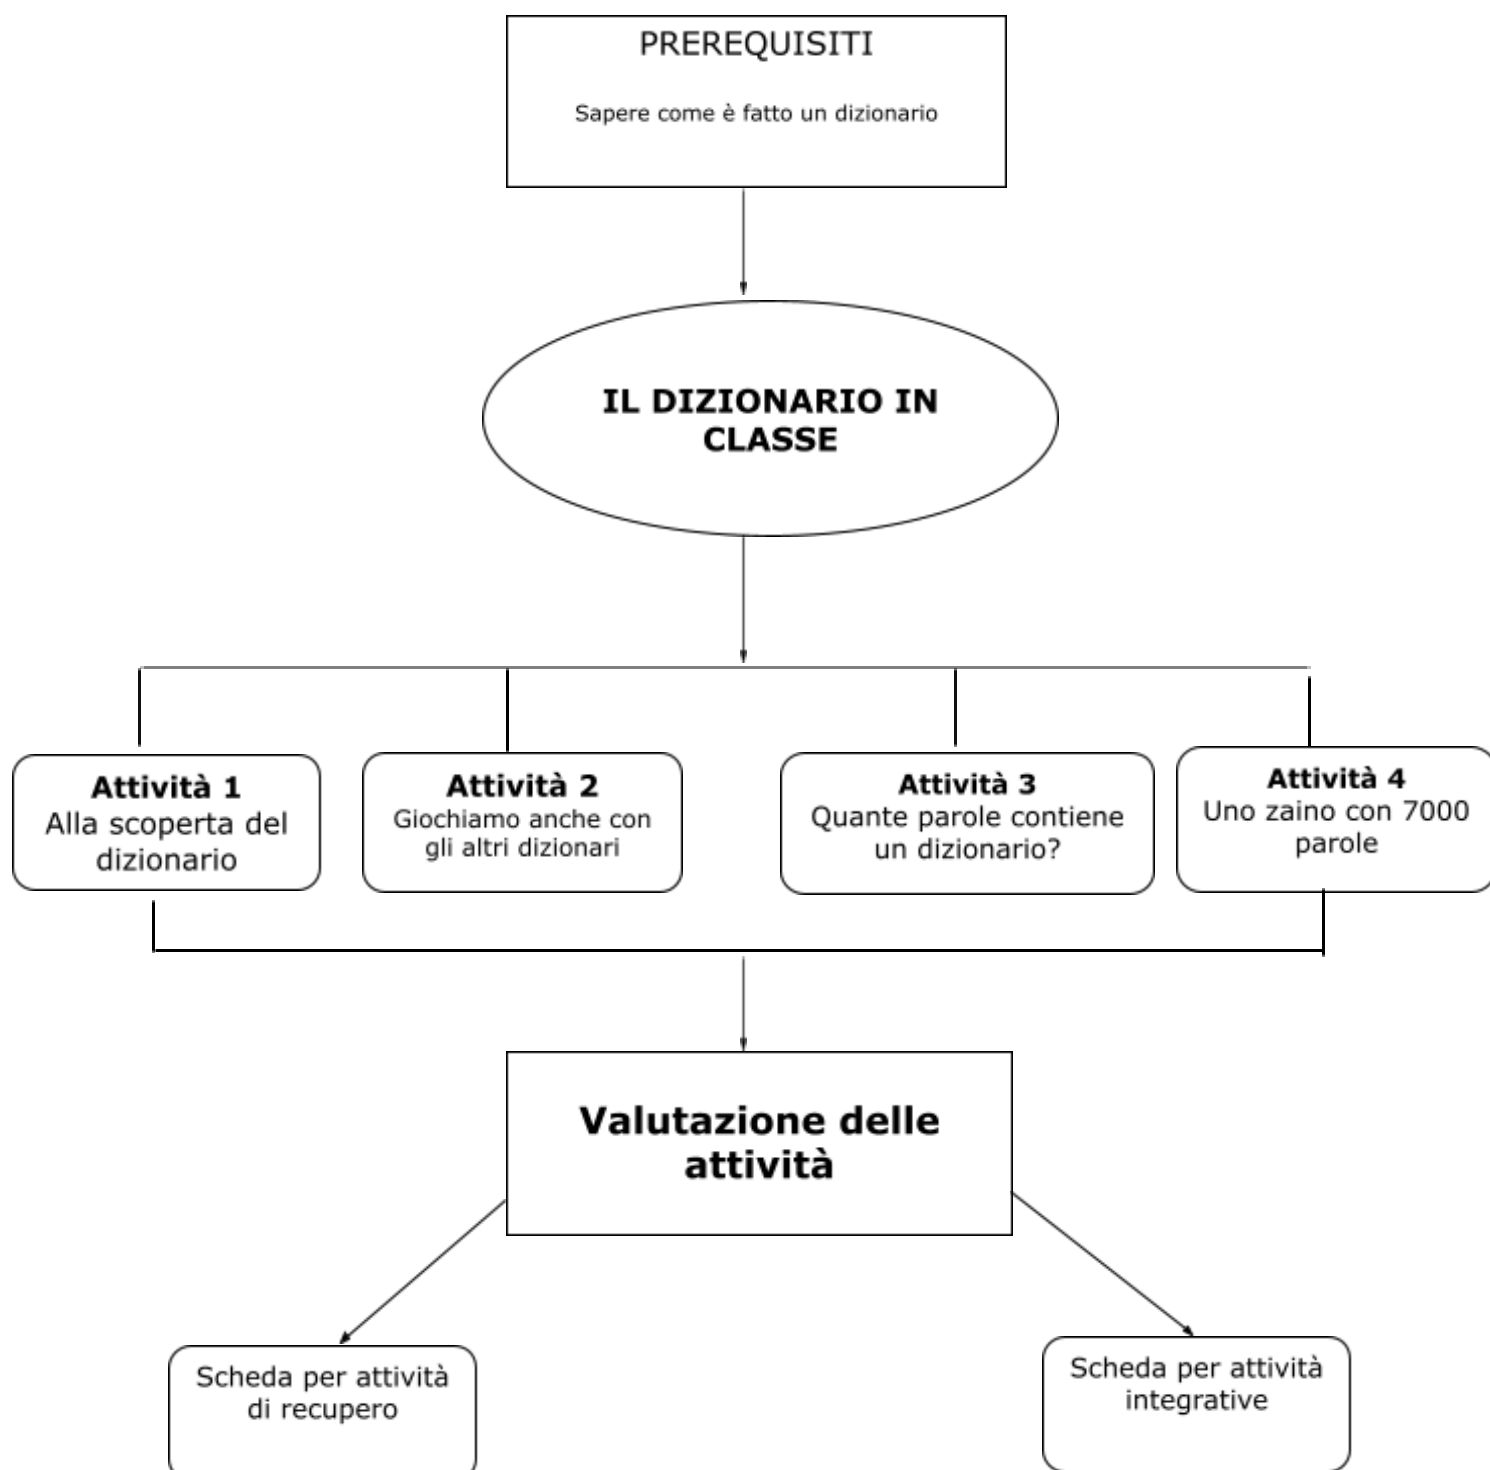 PREREQUISITI
Sapere come è fatto un dizionario
IL DIZIONARIO IN
CLASSE
Attività 1
Alla scoperta del
dizionario
Attività 2
Giochiamo anche con
gli altri dizionari
Attività 3
Quante parole contiene
un dizionario?
Attività 4
Uno zaino con 7000
parole
Valutazione delle
attività
Scheda per attività
di recupero
Scheda per attività
integrative